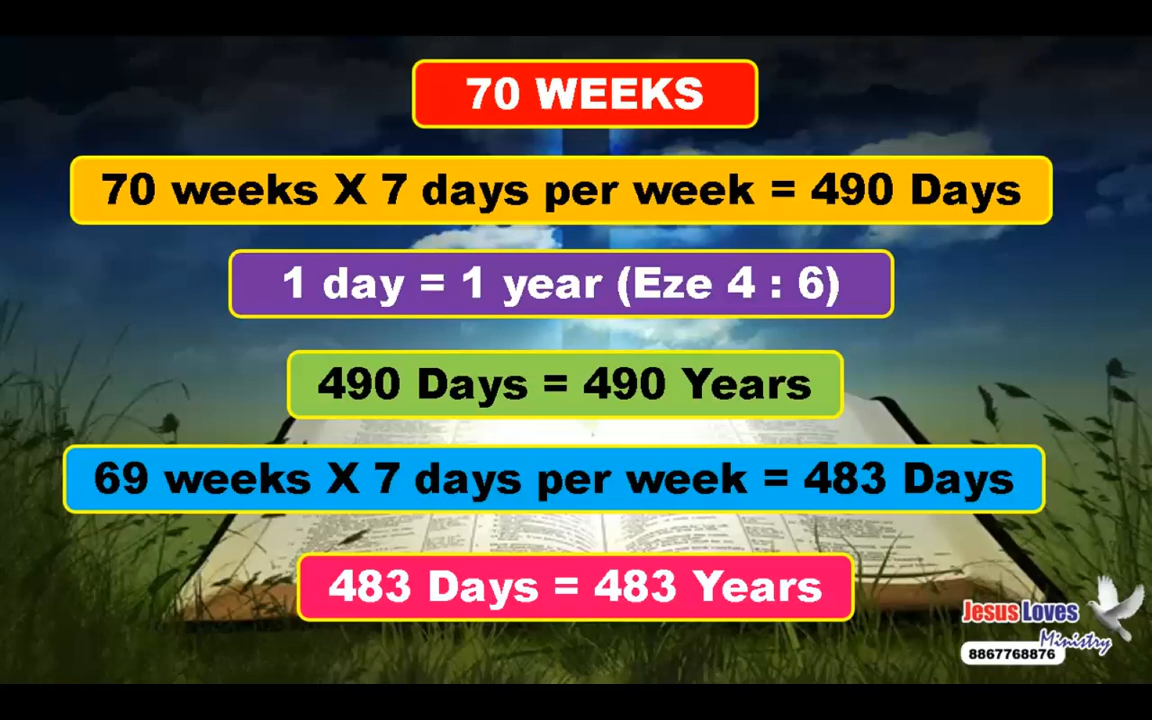 70 WEEKS
70 weeks X 7 days per week = 490 Days
1 day = 1 year (Eze 4 : 6)
490 Days = 490 Years
69 weeks X 7 days per week = 483 Days
483 Days = 483 Years
Jesus Loves
Ministry
8867768876